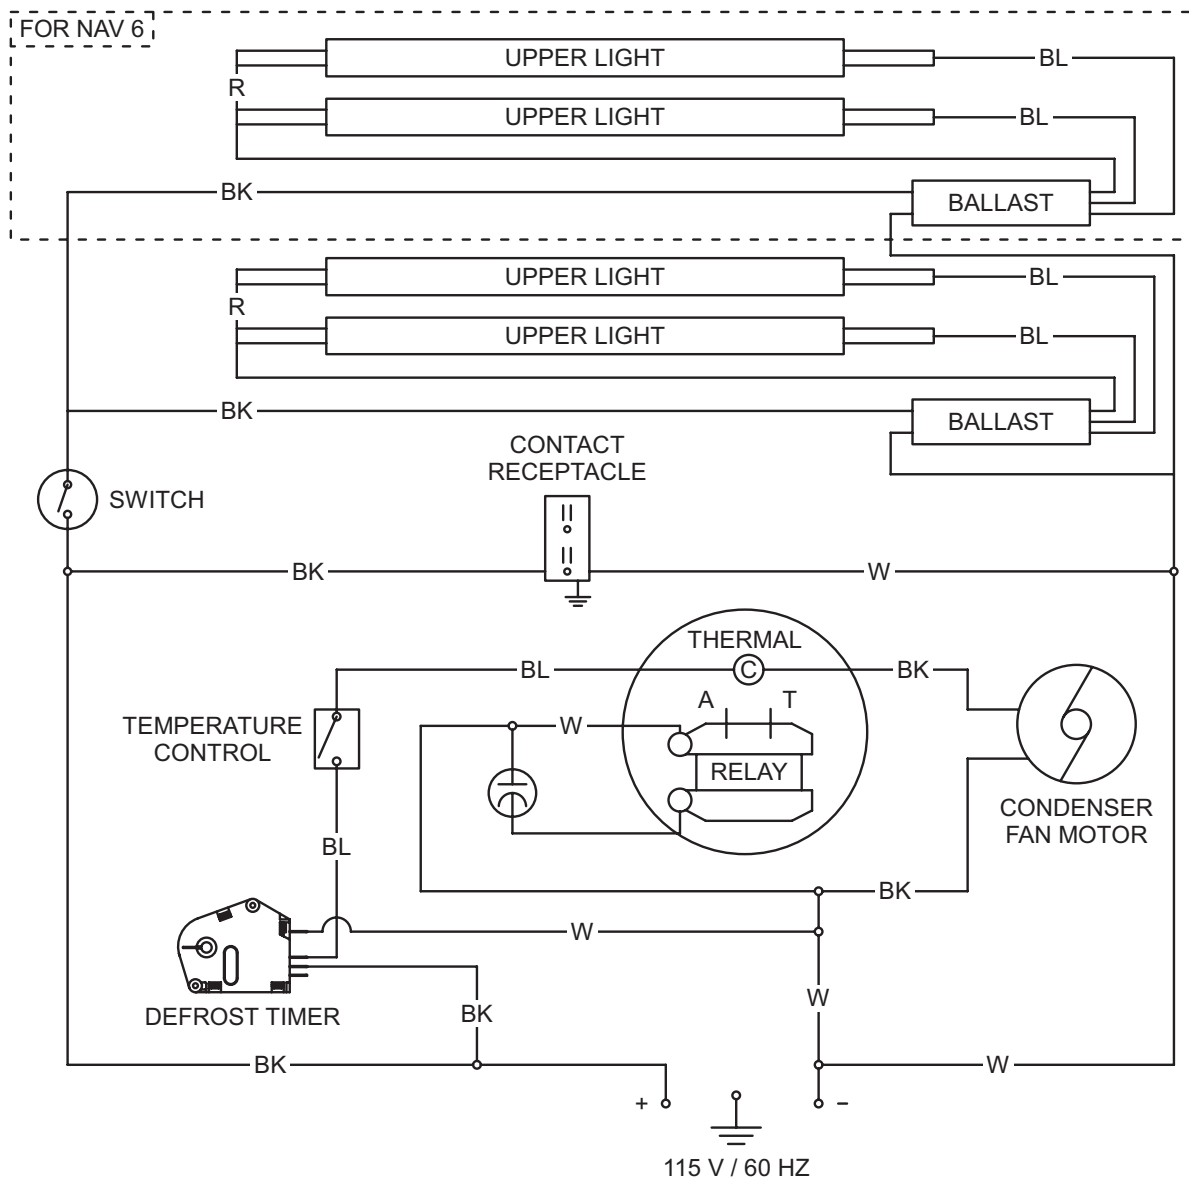 FOR NAV 6
UPPER LIGHT
BL
R
UPPER LIGHT
BL
BK
BALLAST
UPPER LIGHT
BL
R
UPPER LIGHT
BL
BK
BALLAST
CONTACT
RECEPTACLE
SWITCH
BK
W
THERMAL
BL
C
BK
A
T
TEMPERATURE
CONTROL
W
RELAY
CONDENSER
FAN MOTOR
BL
BK
W
W
DEFROST TIMER
BK
BK
W
+
–
115 V / 60 HZ